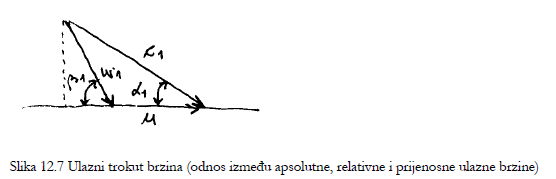 c1
β1 w1 α1
u
Slika 12.7 Ulazni trokut brzina (odnos između apsolutne, relativne i prijenosne ulazne brzine)